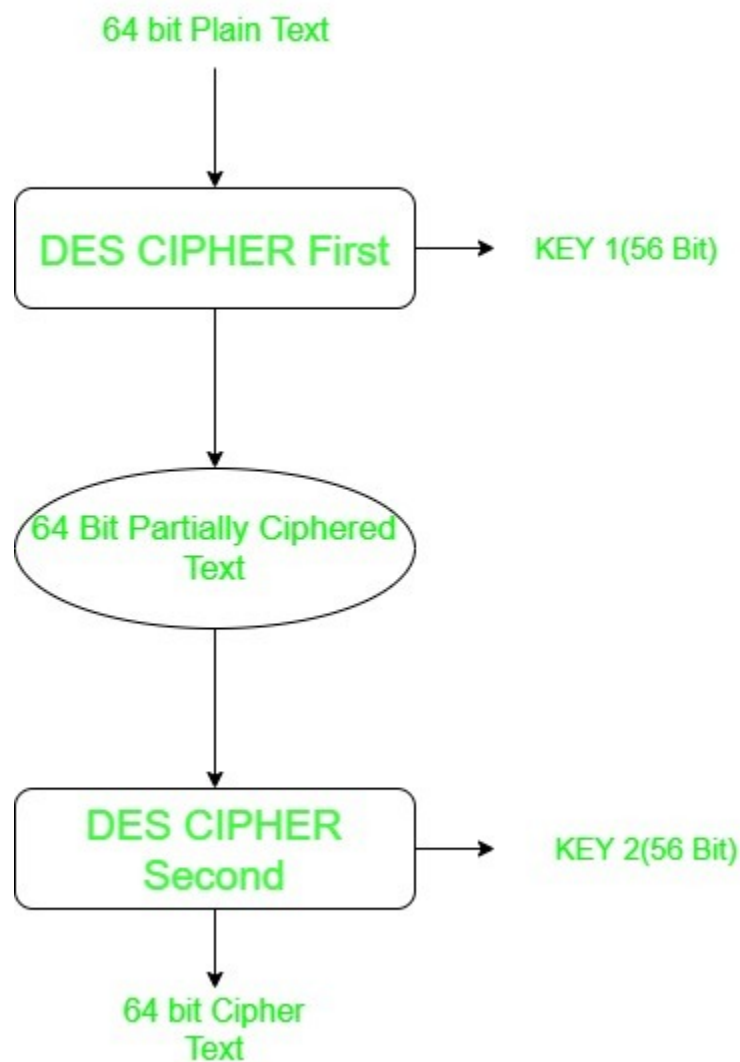 64 bit Plain Text
DES CIPHER First
KEY 1(56 Bit)
64 Bit Partially Ciphered
Text
DES CIPHER
Second
KEY 2(56 Bit)
64 bit Cipher
Text